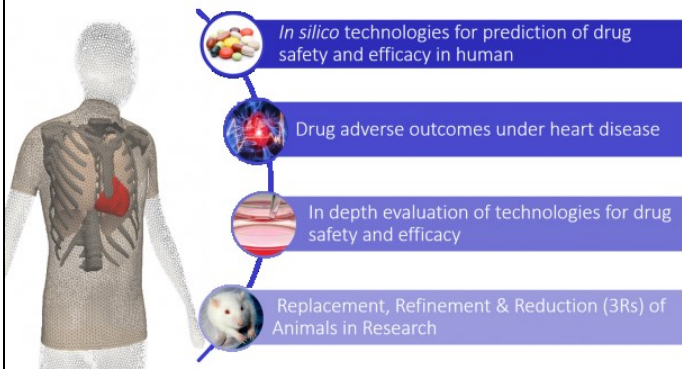 In silico technologies for prediction of drug
safety and efficacy in human
Drug adverse outcomes under heart disease
In depth evaluation of technologies for drug
safety and efficacy
Replacement, Refinement & Reduction (3Rs) of
Animals in Research